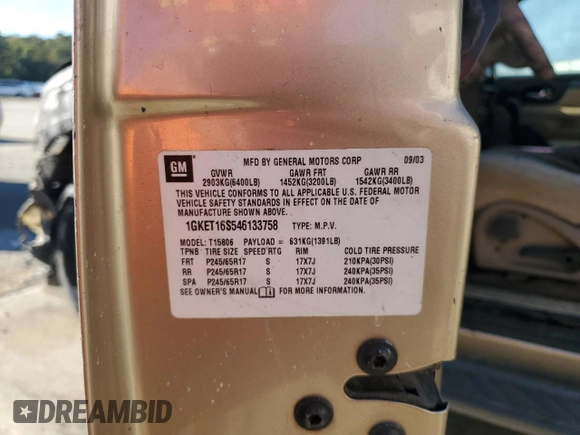 GM
MFD BY GENERAL MOTORS CORP 09/03
GVWR GAWR FRT GAWR RR
2903KG(6400LB) 1452KG(3200LB) 1542KG(3400LB)
THIS VEHICLE CONFORMS TO ALL APPLICABLE U.S. FEDERAL MOTOR
VEHICLE SAFETY STANDARDS IN EFFECT ON THE DATE OF
MANUFACTURE SHOWN ABOVE.
1GKET16S546133758 TYPE: M.P.V.
MODEL: T15806 PAYLOAD = 631KG(1391LB)
TPNB TIRE SIZE SPEED RTG RIM COLD TIRE PRESSURE
FRT P245/65R17 S 17X7J 210KPA(30PSI)
RR P245/65R17 S 17X7J 240KPA(35PSI)
SPA P245/65R17 S 17X7J 240KPA(35PSI)
SEE OWNER'S MANUAL FOR MORE INFORMATION.
DREAMBID